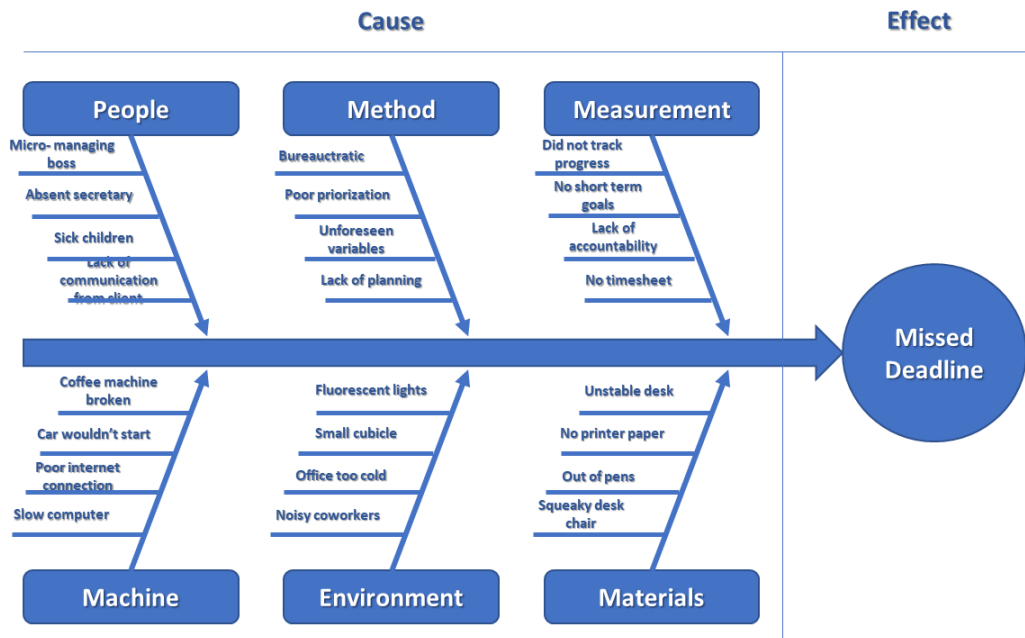 Cause
Effect
People
Method
Measurement
Micro- managing
boss
Absent secretary
Sick children
Lack of
communication
from client
Bureauctratic
Poor priorization
Unforeseen
variables
Lack of planning
Did not track
progress
No short term
goals
Lack of
accountability
No timesheet
Missed
Deadline
Coffee machine
broken
Car wouldn't start
Poor internet
connection
Slow computer
Fluorescent lights
Small cubicle
Office too cold
Noisy coworkers
Unstable desk
No printer paper
Out of pens
Squeaky desk
chair
Machine
Environment
Materials